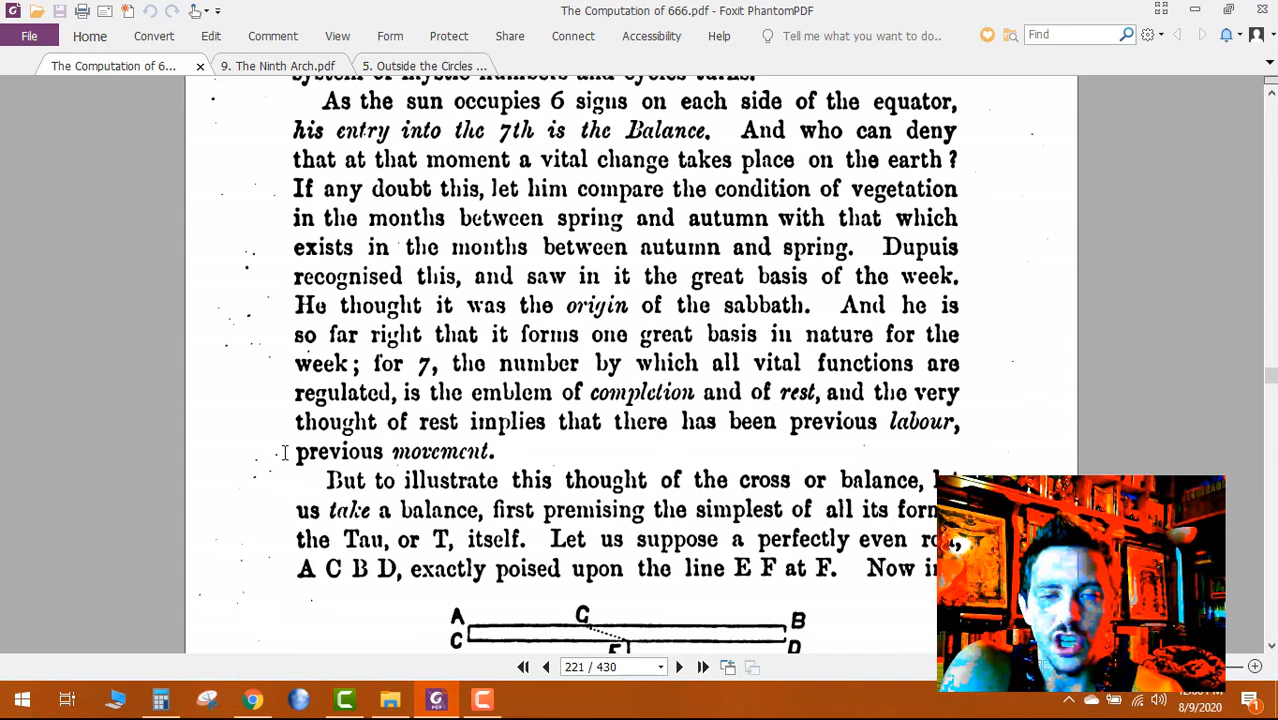 The Computation of 666.pdf - Foxit PhantomPDF
File Home Convert Edit Comment View Form Protect Share Connect Accessibility Help Tell me what you want to do.. Find
The Computation of 6... 9. The Ninth Arch.pdf 5. Outside the Circles ...
system of mystic numbers and cycles turns.
As the sun occupies 6 signs on each side of the equator,
his entry into the 7th is the Balance. And who can deny
that at that moment a vital change takes place on the earth?
If any doubt this, let him compare the condition of vegetation
in the months between spring and autumn with that which
exists in the months between autumn and spring. Dupuis
recognised this, and saw in it the great basis of the week.
He thought it was the origin of the sabbath. And he is
so far right that it forms one great basis in nature for the
week; for 7, the number by which all vital functions are
regulated, is the emblem of completion and of rest, and the very
thought of rest implies that there has been previous labour,
previous movement.
But to illustrate this thought of the cross or balance,
us take a balance, first premising the simplest of all its
the Tau, or T, itself. Let us suppose a perfectly even
A C B D, exactly poised upon the line E F at F. Now
A G B
C F D
221 / 430
8/9/2020